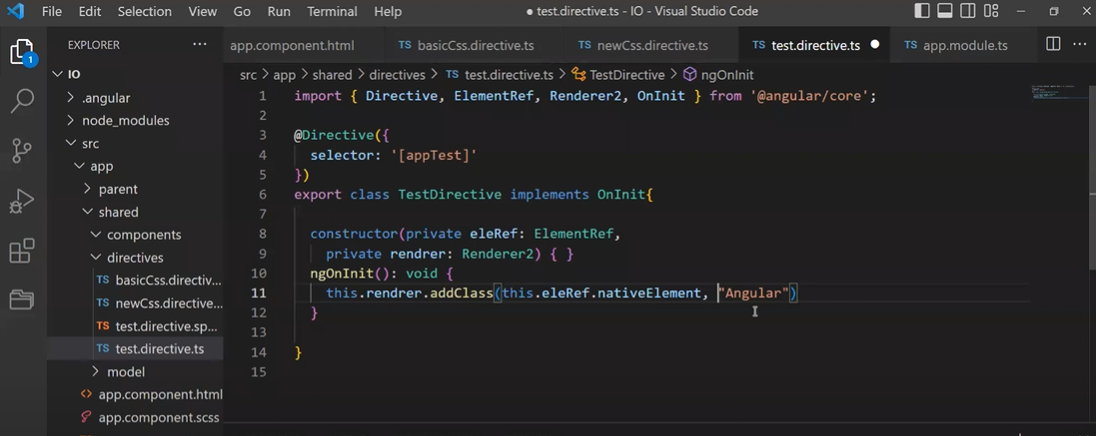 File Edit Selection View Go Run Terminal Help
● test.directive.ts - IO - Visual Studio Code
EXPLORER
1
IO
.angular
node_modules
src
app
parent
shared
components
directives
TS basicCss.directiv...
TS newCss.directive...
TS test.directive.sp...
TS test.directive.ts
model
app.component.html
app.component.scss
app.component.html TS basicCss.directive.ts TS newCss.directive.ts TS test.directive.ts ● TS app.module.ts
src > app > shared > directives > TS test.directive.ts > TestDirective > ngOnInit
1 import { Directive, ElementRef, Renderer2, OnInit } from '@angular/core';
2
3 @Directive({
4 selector: '[appTest]'
5 })
6 export class TestDirective implements OnInit{
7
8 constructor(private eleRef: ElementRef,
9 private rendrer: Renderer2) { }
10 ngOnInit(): void {
11 this.rendrer.addClass(this.eleRef.nativeElement, "Angular")
12 }
13
14 }
15